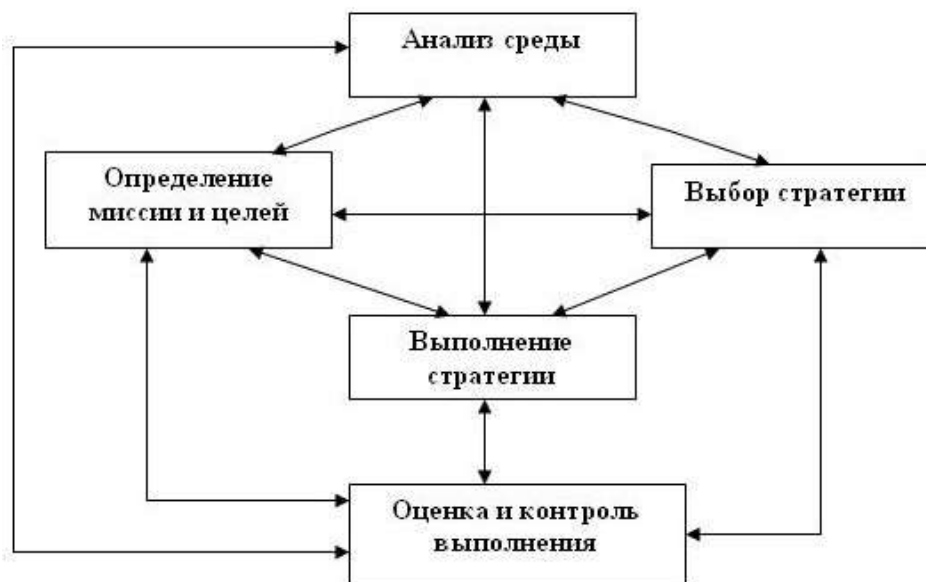 Анализ среды
Определение
миссии и целей
Выбор стратегии
Выполнение
стратегии
Оценка и контроль
выполнения